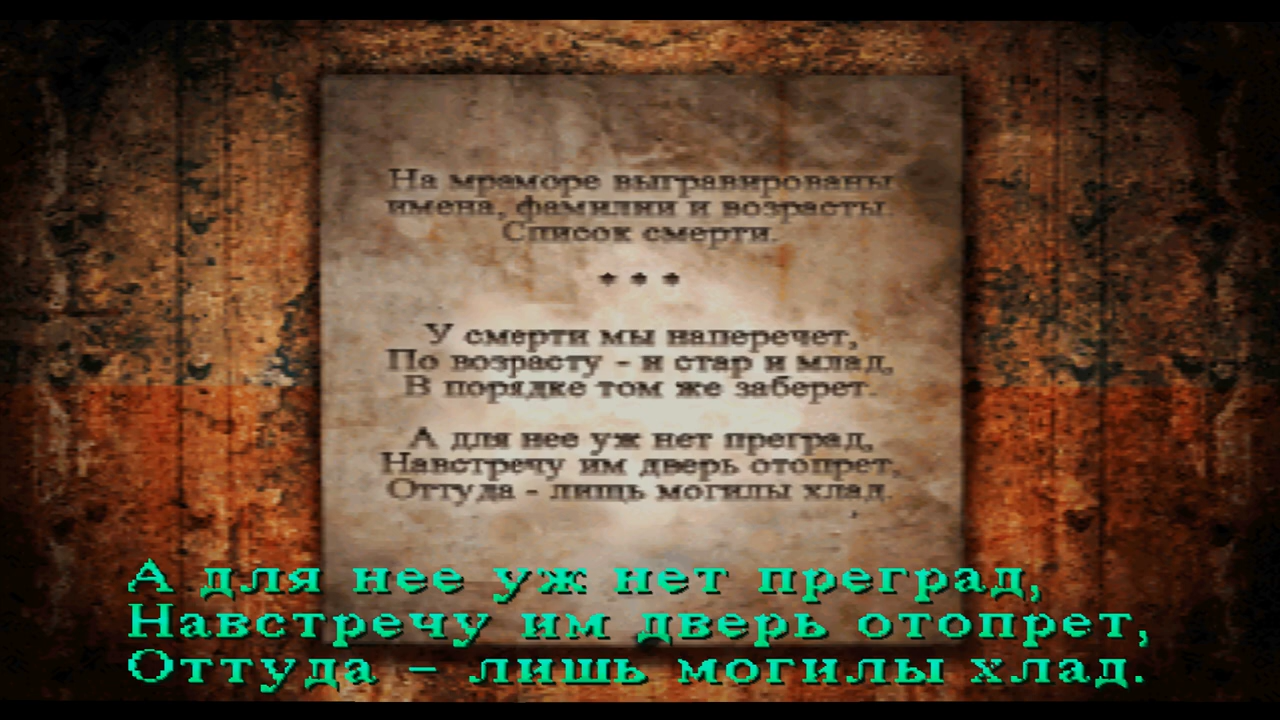 На мраморе выгравированы
имена, фамилии и возрасты.
Список смерти.
* * *
У смерти мы наперечет,
По возрасту - и стар и млад,
В порядке том же заберет.
А для нее уж нет преград,
Навстречу им дверь отопрет,
Оттуда - лишь могилы хлад.
А для нее уж нет преград,
Навстречу им дверь отопрет,
Оттуда – лишь могилы хлад.